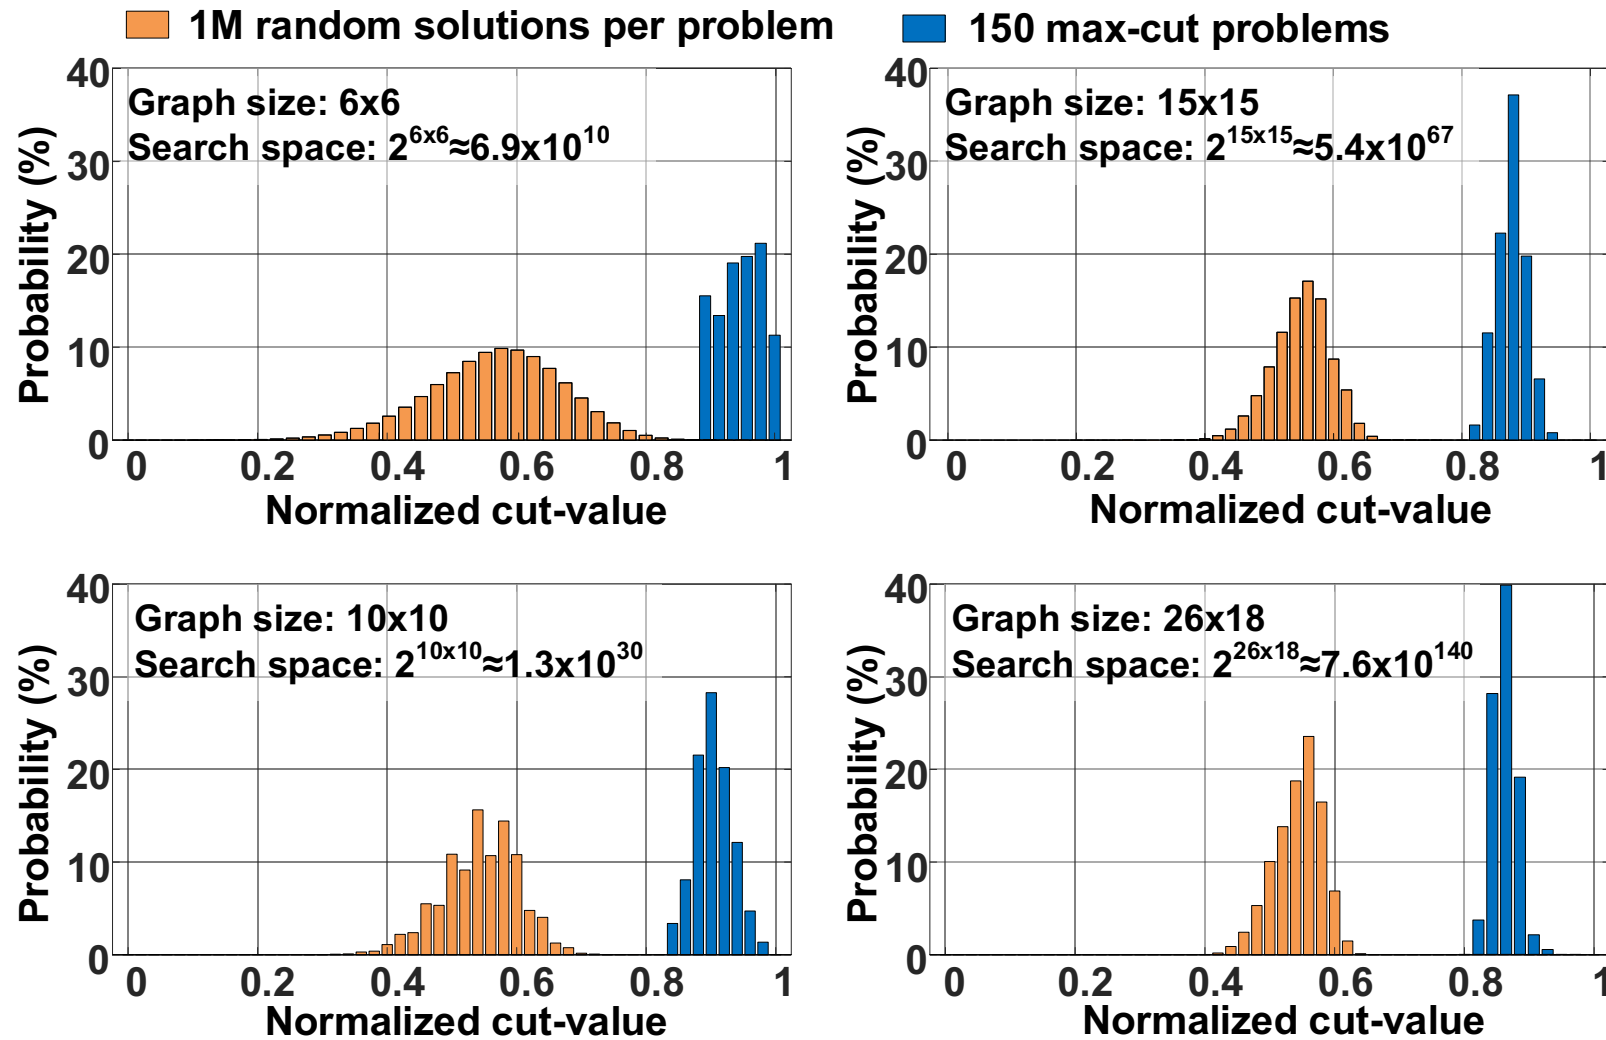 1M random solutions per problem
150 max-cut problems
Graph size: 6x6
Search space: 2^6x6≈6.9x10^10
Probability (%)
40
30
20
10
0
0 0.2 0.4 0.6 0.8 1
Normalized cut-value
Graph size: 15x15
Search space: 2^15x15≈5.4x10^67
Probability (%)
40
30
20
10
0
0 0.2 0.4 0.6 0.8 1
Normalized cut-value
Graph size: 10x10
Search space: 2^10x10≈1.3x10^30
Probability (%)
40
30
20
10
0
0 0.2 0.4 0.6 0.8 1
Normalized cut-value
Graph size: 26x18
Search space: 2^26x18≈7.6x10^140
Probability (%)
40
30
20
10
0
0 0.2 0.4 0.6 0.8 1
Normalized cut-value